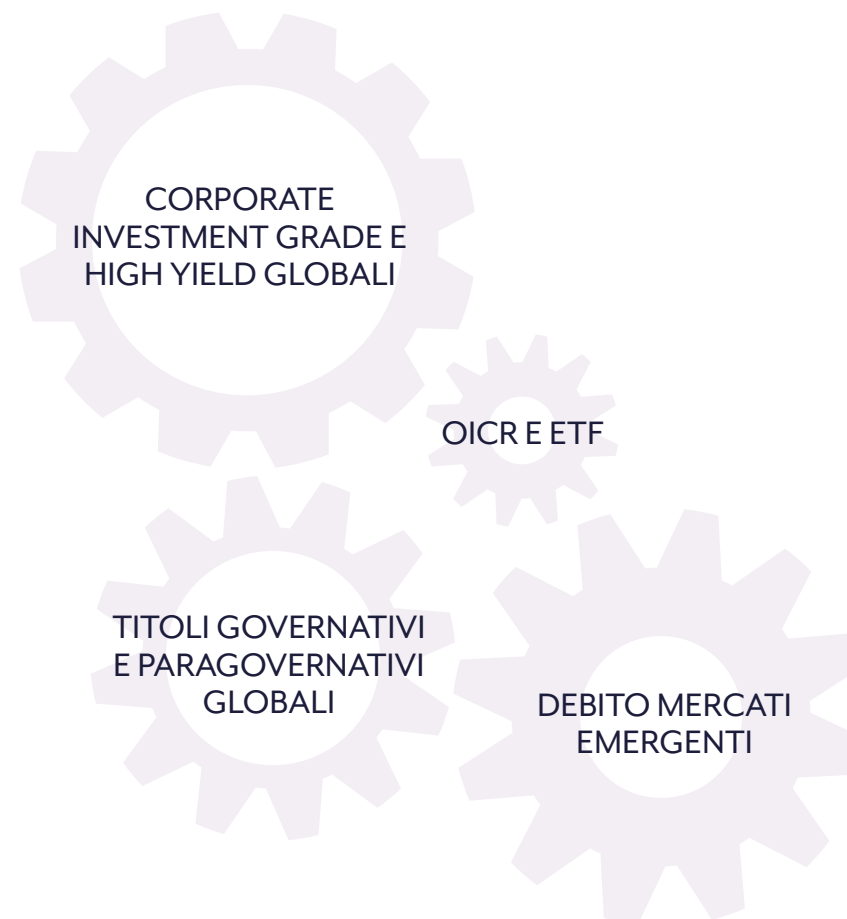 CORPORATE
INVESTMENT GRADE E
HIGH YIELD GLOBALI
OICR E ETF
TITOLI GOVERNATIVI
E PARAGOVERNATIVI
GLOBALI
DEBITO MERCATI
EMERGENTI